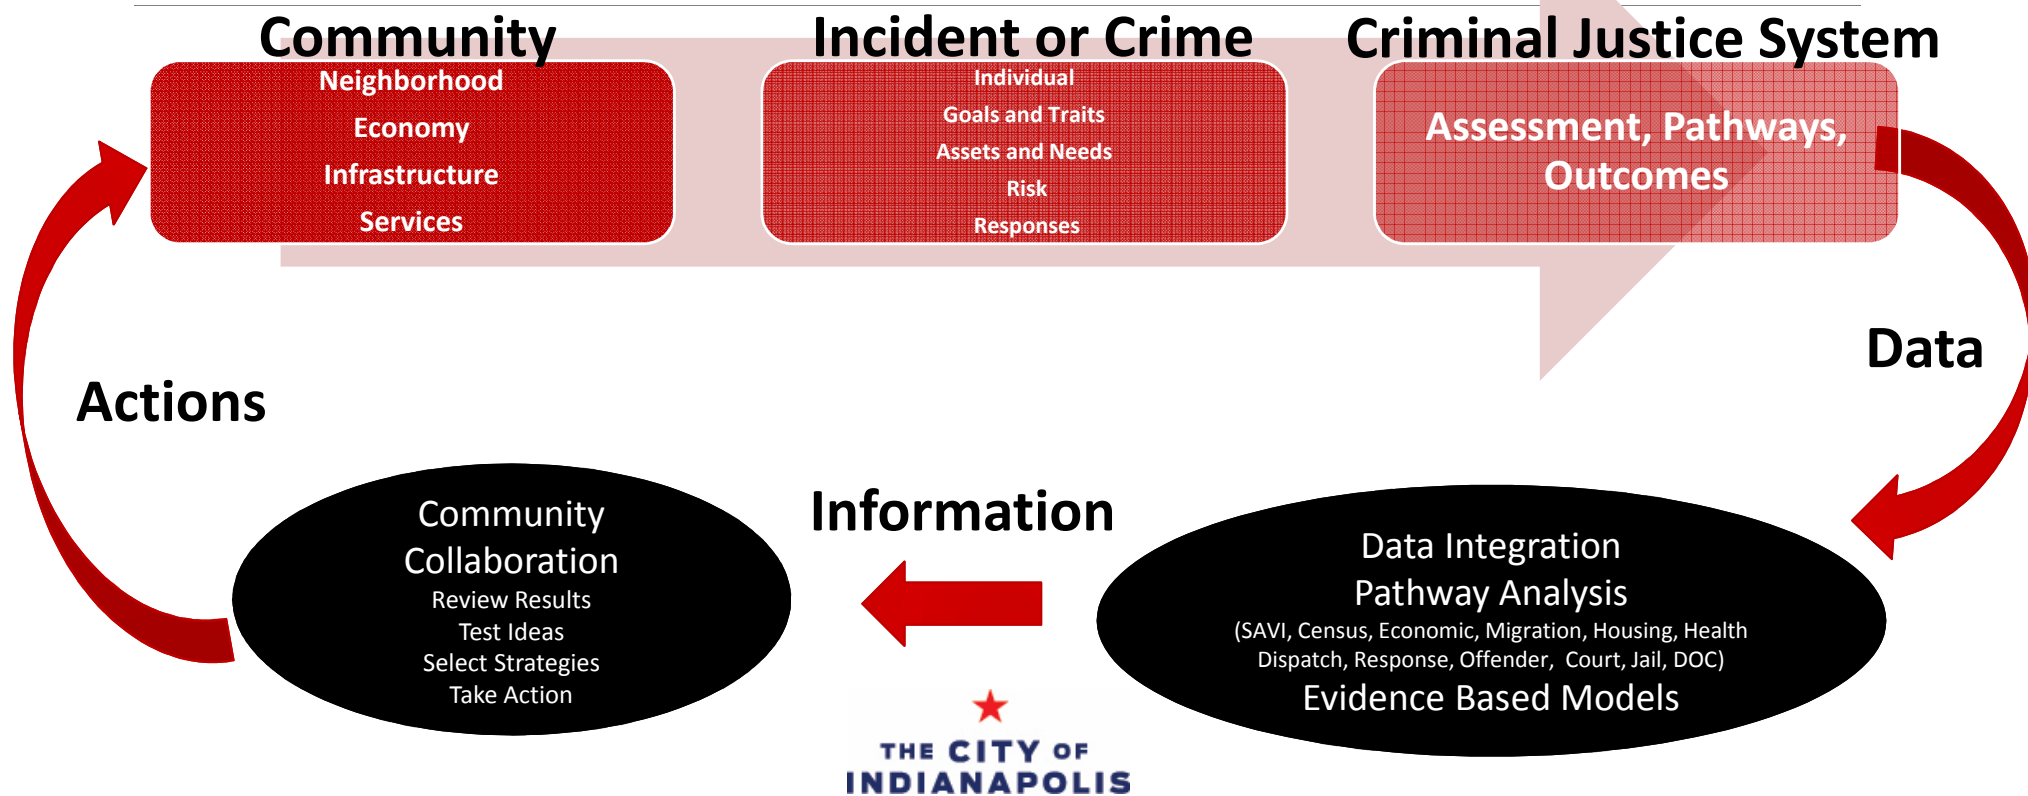 Community
Neighborhood
Economy
Infrastructure
Services
Incident or Crime
Individual
Goals and Traits
Assets and Needs
Risk
Responses
Criminal Justice System
Assessment, Pathways,
Outcomes
Data
Data Integration
Pathway Analysis
(SAVI, Census, Economic, Migration, Housing, Health
Dispatch, Response, Offender, Court, Jail, DOC)
Evidence Based Models
Information
Community
Collaboration
Review Results
Test Ideas
Select Strategies
Take Action
Actions
THE CITY OF
INDIANAPOLIS